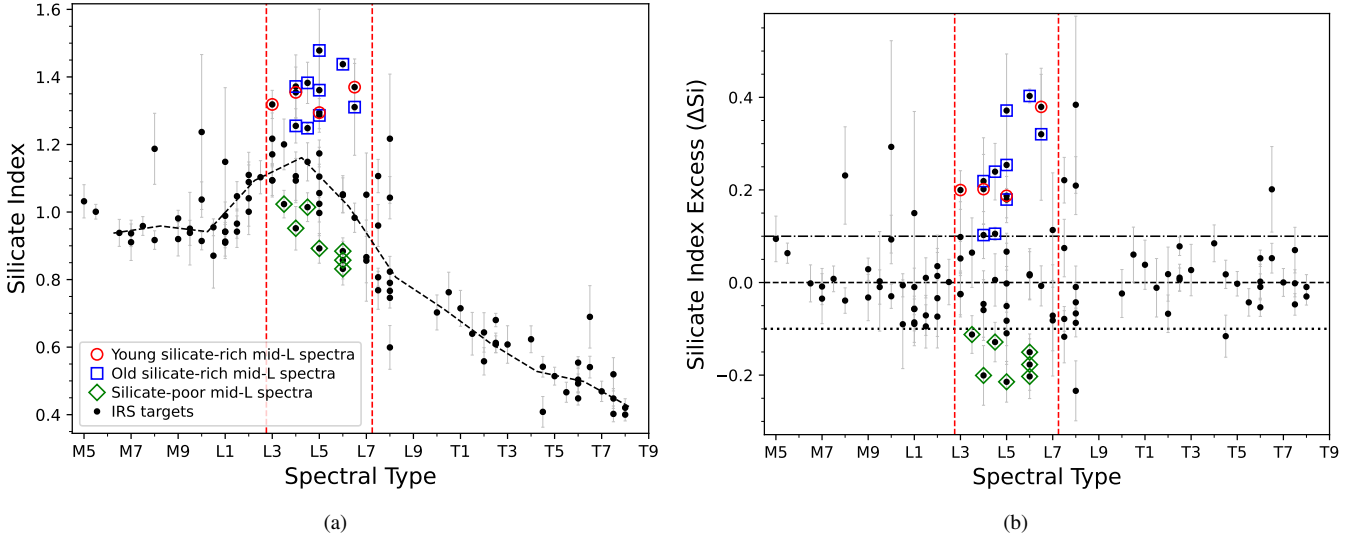 1.6
1.4
1.2
1.0
0.8
0.6
0.4
Silicate Index
Young silicate-rich mid-L spectra
Old silicate-rich mid-L spectra
Silicate-poor mid-L spectra
IRS targets
M5 M7 M9 L1 L3 L5 L7 L9 T1 T3 T5 T7 T9
Spectral Type
(a)
0.4
0.2
0.0
−0.2
Silicate Index Excess (ΔSi)
M5 M7 M9 L1 L3 L5 L7 L9 T1 T3 T5 T7 T9
Spectral Type
(b)